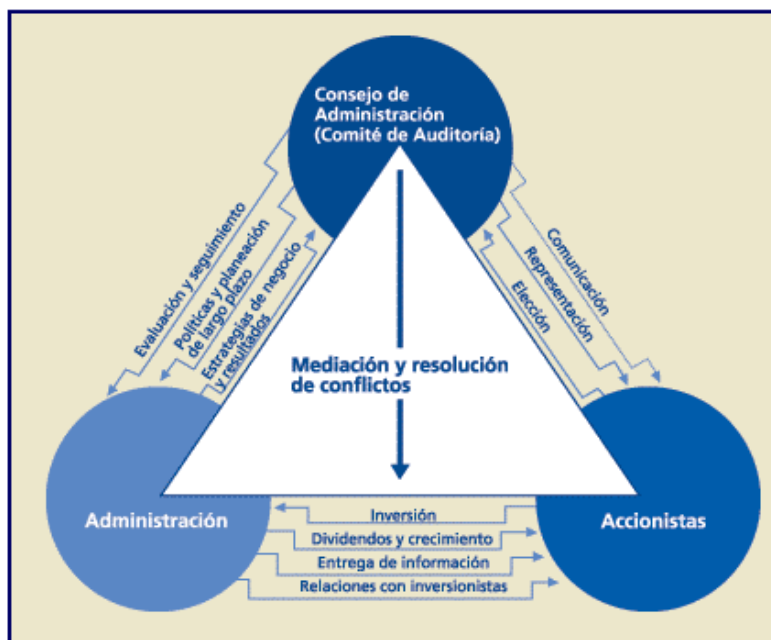 Consejo de
Administración
(Comité de Auditoría)
Evaluación y seguimiento
Políticas y planeación
de largo plazo
Estrategias de negocio
y resultados
Comunicación
Representación
Elección
Mediación y resolución
de conflictos
Administración
Accionistas
Inversión
Dividendos y crecimiento
Entrega de información
Relaciones con inversionistas